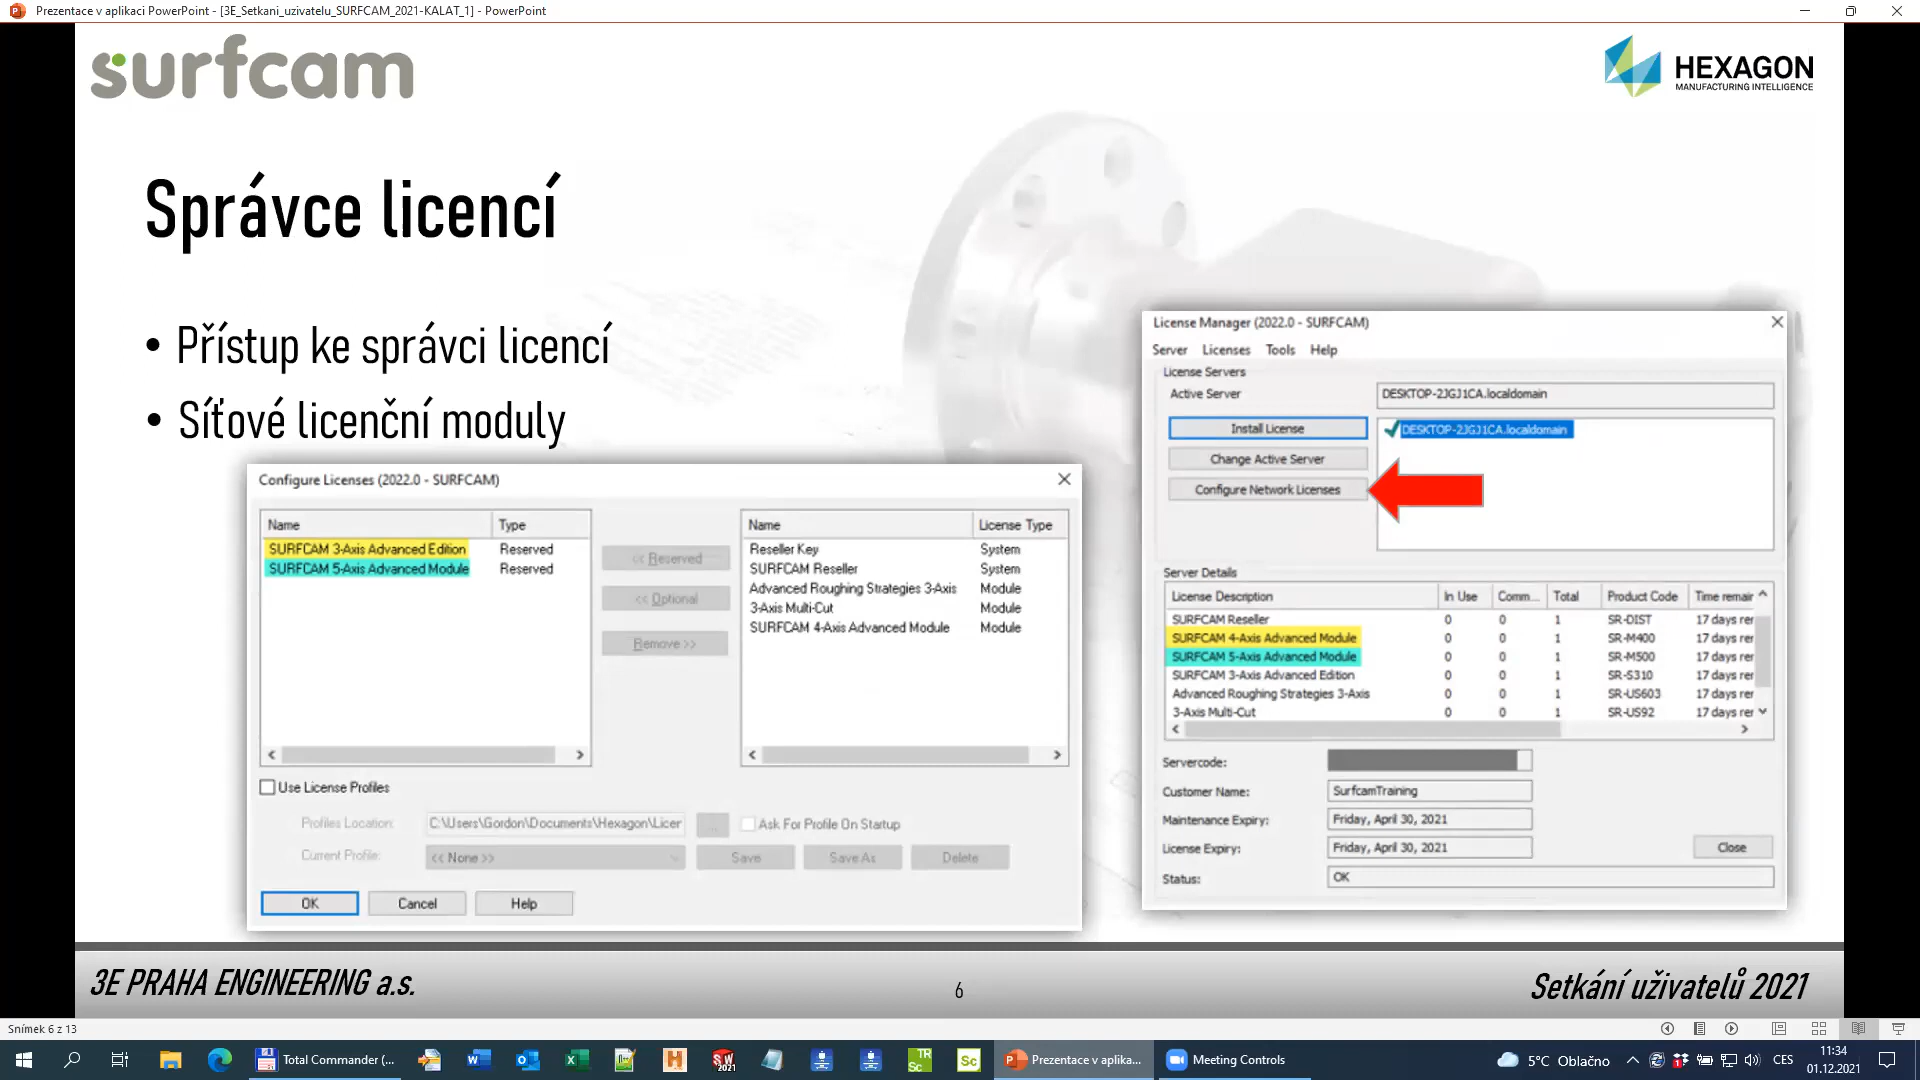 Prezentace v aplikaci PowerPoint - [3E_Setkani_uzivatelu_SURFCAM_2021-KALAT_1] - PowerPoint
surfcam
HEXAGON
MANUFACTURING INTELLIGENCE
Správce licencí
• Přístup ke správci licencí
• Síťové licenční moduly
Configure Licenses (2022.0 - SURFCAM)
Name Type
SURFCAM 3-Axis Advanced Edition Reserved
SURFCAM 5-Axis Advanced Module Reserved
<< Reserved
<< Optional
Remove >>
Name License Type
Reseller Key System
SURFCAM Reseller System
Advanced Roughing Strategies 3-Axis Module
3-Axis Multi-Cut Module
SURFCAM 4-Axis Advanced Module Module
Use License Profiles
Profiles Location: C:\Users\Gordon\Documents\Hexagon\Licer ... Ask For Profile On Startup
Current Profile: << None >> Save Save As Delete
OK Cancel Help
License Manager (2022.0 - SURFCAM)
Server Licenses Tools Help
License Servers
Active Server DESKTOP-2JGJ1CA.localdomain
Install License DESKTOP-2JGJ1CA.localdomain
Change Active Server
Configure Network Licenses
Server Details
License Description In Use Comm... Total Product Code Time remair
SURFCAM Reseller 0 0 1 SR-DIST 17 days rer
SURFCAM 4-Axis Advanced Module 0 0 1 SR-M400 17 days rer
SURFCAM 5-Axis Advanced Module 0 0 1 SR-M500 17 days rer
SURFCAM 3-Axis Advanced Edition 0 0 1 SR-S310 17 days rer
Advanced Roughing Strategies 3-Axis 0 0 1 SR-US603 17 days rer
3-Axis Multi-Cut 0 0 1 SR-US92 17 days rer
Servercode:
Customer Name: SurfcamTraining
Maintenance Expiry: Friday, April 30, 2021
License Expiry: Friday, April 30, 2021 Close
Status: OK
3E PRAHA ENGINEERING a.s. 6 Setkání uživatelů 2021
Snímek 6 z 13
Total Commander (... Prezentace v aplika... Meeting Controls 5°C Oblačno CES 11:34
01.12.2021